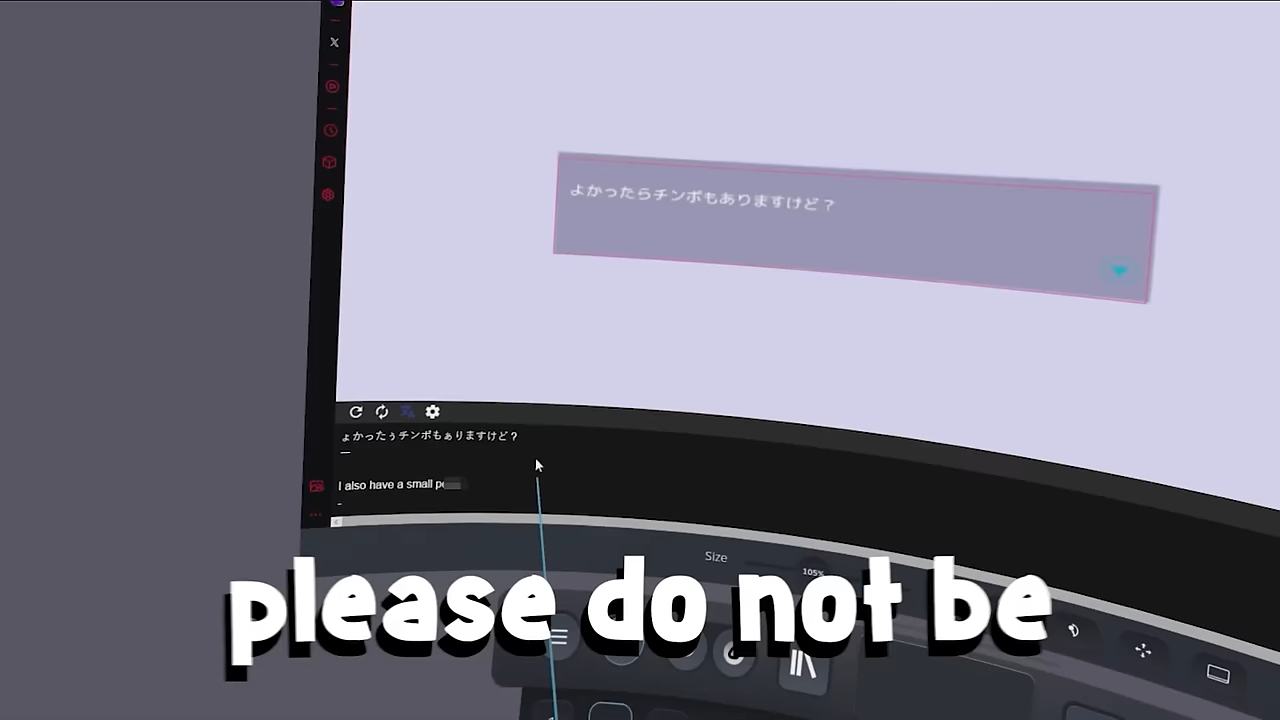 よかったらチンポもありますけど？
ょかったぅチンポもぁりますけど？
I also have a small
Size
105%
please do not be